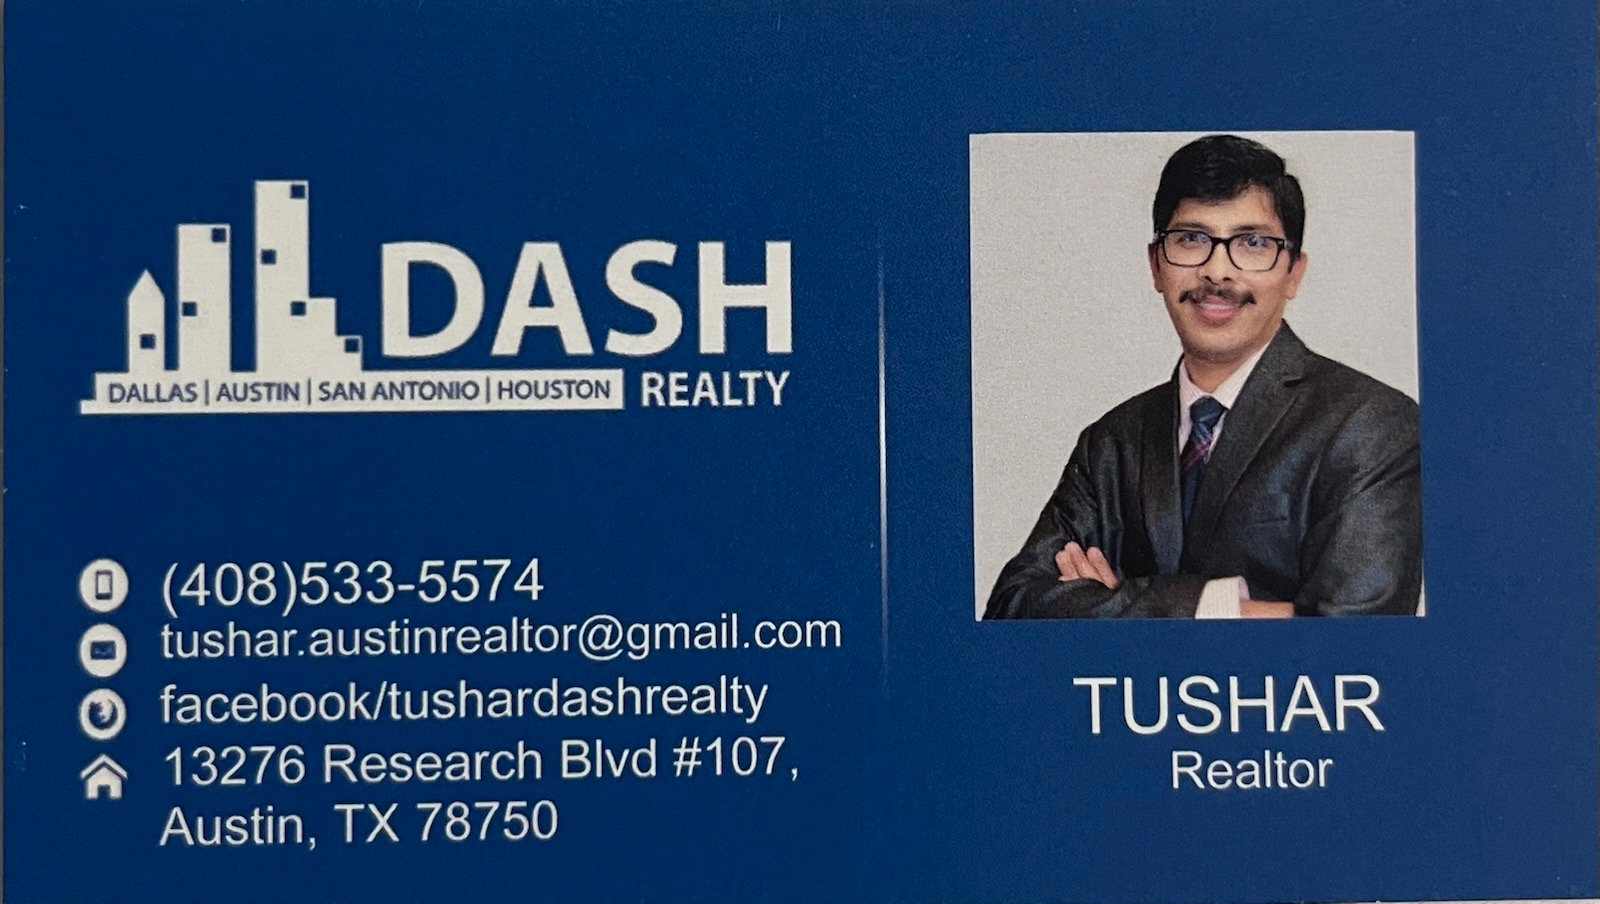 DASH
DALLAS | AUSTIN | SAN ANTONIO | HOUSTON REALTY
(408)533-5574
tushar.austinrealtor@gmail.com
facebook/tushardashrealty
13276 Research Blvd #107,
Austin, TX 78750
TUSHAR
Realtor